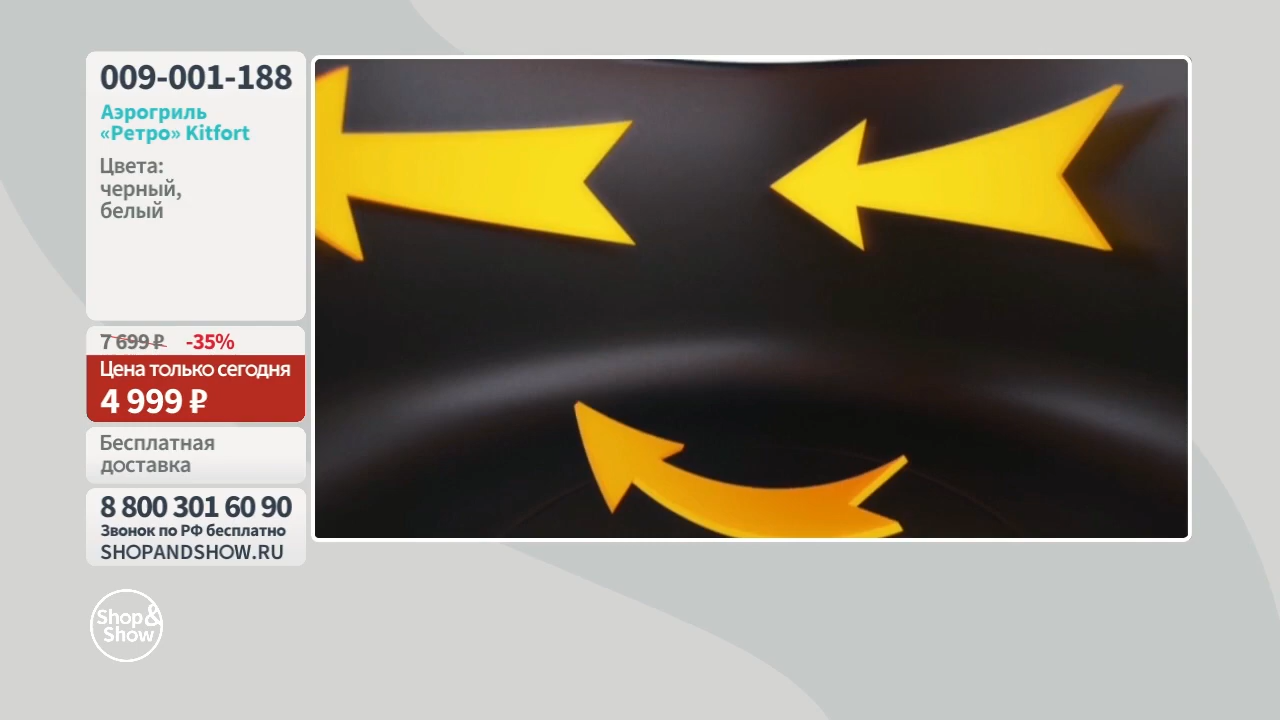 009-001-188
Аэрогриль
«Ретро» Kitfort
Цвета:
черный,
белый
7 699 ₽ -35%
Цена только сегодня
4 999 ₽
Бесплатная
доставка
8 800 301 60 90
Звонок по РФ бесплатно
SHOPANDSHOW.RU
Shop&
Show